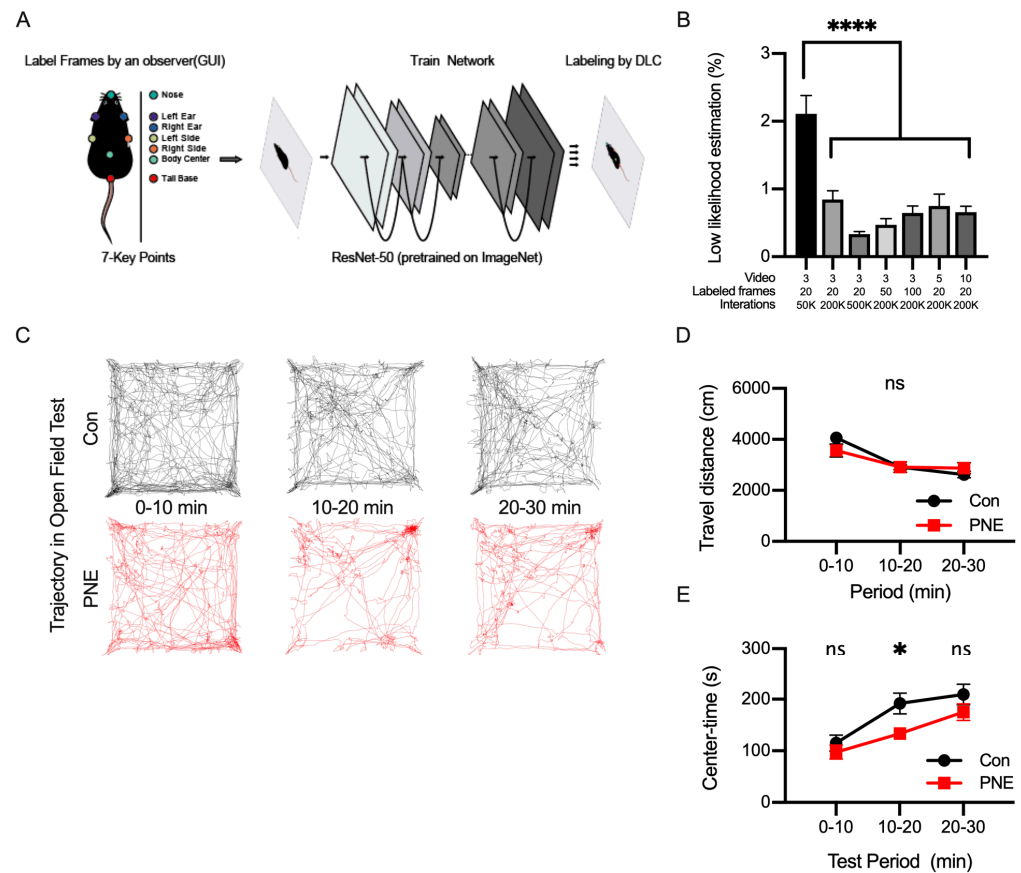 A
Label Frames by an observer(GUI)
Train Network
Labeling by DLC
Nose
Left Ear
Right Ear
Left Side
Right Side
Body Center
Tail Base
7-Key Points
ResNet-50 (pretrained on ImageNet)
B
****
Low likelihood estimation (%)
3
2
1
0
Video 3 3 3 3 3 5 10
Labeled frames 20 20 20 50 100 20 20
Interations 50K 200K 500K 200K 200K 200K 200K
C
Trajectory in Open Field Test
Con
0-10 min 10-20 min 20-30 min
PNE
D
ns
Travel distance (cm)
6000
4000
2000
0
Con
PNE
0-10 10-20 20-30
Period (min)
E
ns * ns
Center-time (s)
300
200
100
0
Con
PNE
0-10 10-20 20-30
Test Period (min)